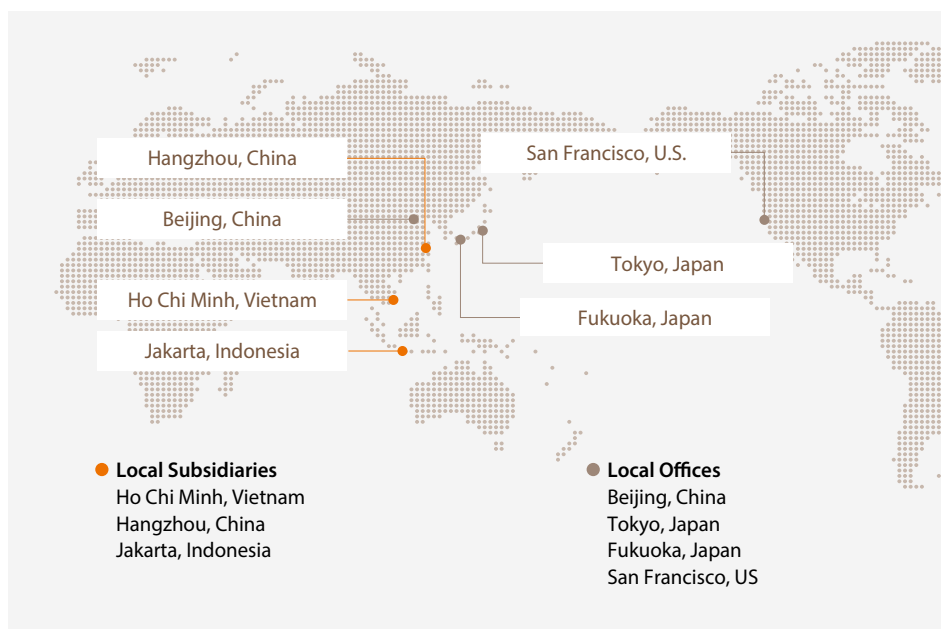 Hangzhou, China
San Francisco, U.S.
Beijing, China
Tokyo, Japan
Ho Chi Minh, Vietnam
Fukuoka, Japan
Jakarta, Indonesia
Local Subsidiaries
Ho Chi Minh, Vietnam
Hangzhou, China
Jakarta, Indonesia
Local Offices
Beijing, China
Tokyo, Japan
Fukuoka, Japan
San Francisco, US